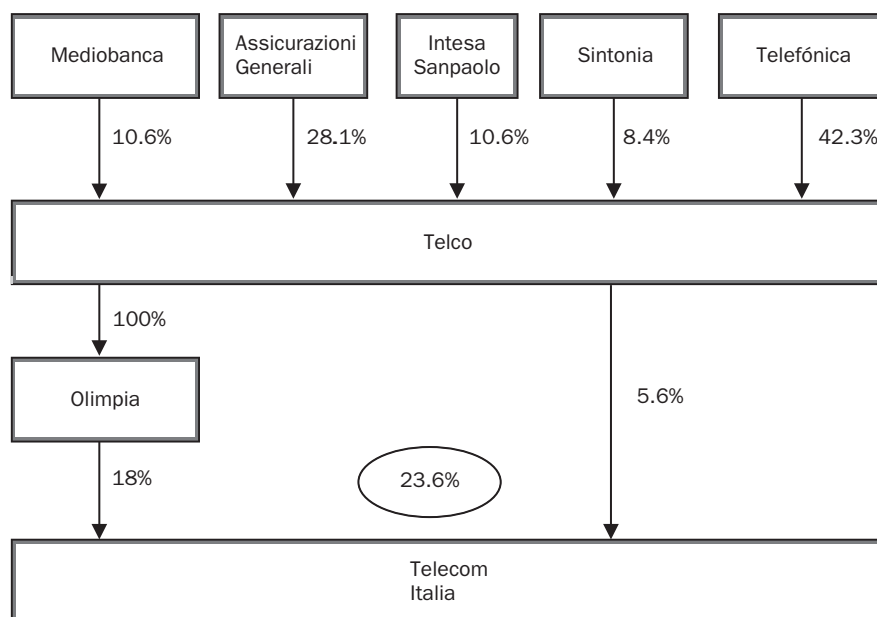 Mediobanca
Assicurazioni
Generali
Intesa
Sanpaolo
Sintonia
Telefónica
10.6%
28.1%
10.6%
8.4%
42.3%
Telco
100%
Olimpia
5.6%
18%
23.6%
Telecom
Italia